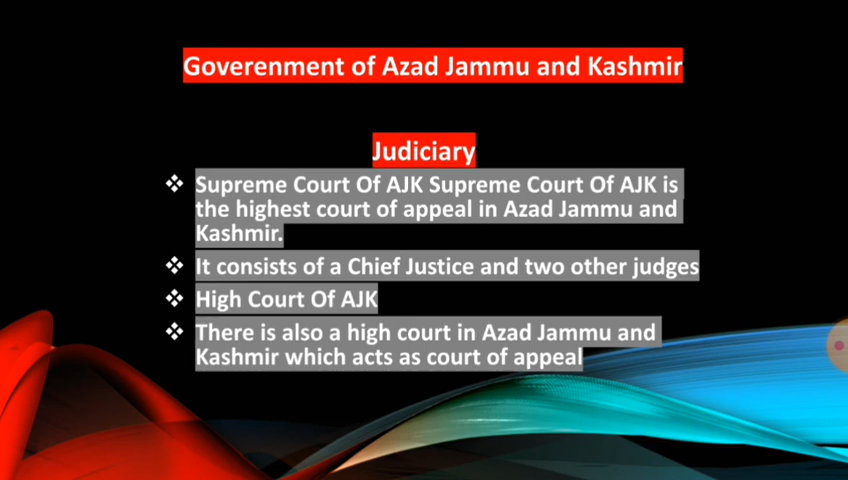 Goverenment of Azad Jammu and Kashmir
Judiciary
❖ Supreme Court Of AJK Supreme Court Of AJK is
the highest court of appeal in Azad Jammu and
Kashmir.
❖ It consists of a Chief Justice and two other judges
❖ High Court Of AJK
❖ There is also a high court in Azad Jammu and
Kashmir which acts as court of appeal